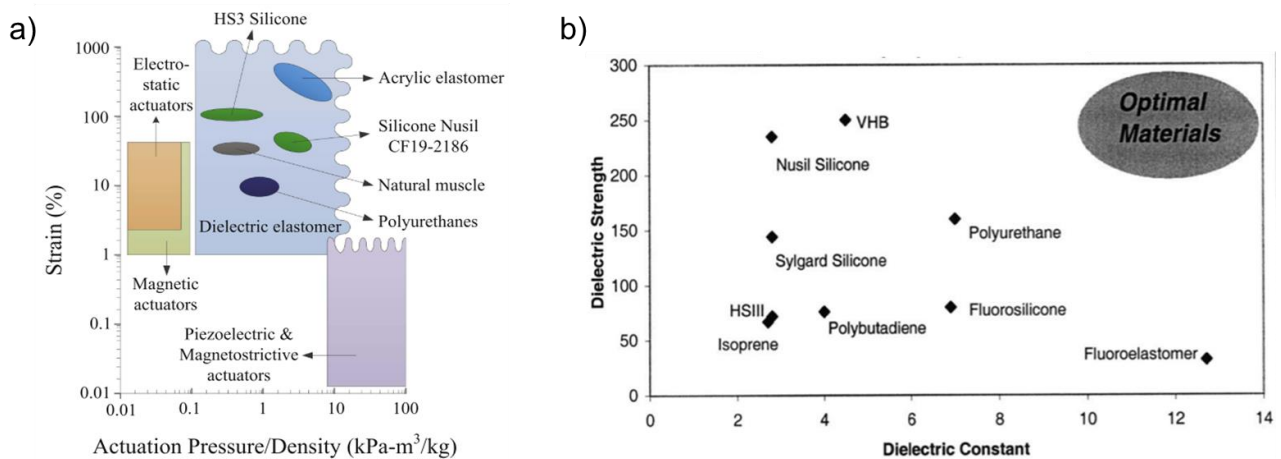 a)
HS3 Silicone
1000
100
10
1
0.1
0.01
Strain (%)
Electro-
static
actuators
Acrylic elastomer
Silicone Nusil
CF19-2186
Natural muscle
Polyurethanes
Dielectric elastomer
Magnetic
actuators
Piezoelectric &
Magnetostrictive
actuators
0.01
0.1
1
10
100
Actuation Pressure/Density (kPa-m³/kg)
b)
300
250
200
150
100
50
0
Dielectric Strength
Optimal
Materials
VHB
Nusil Silicone
Polyurethane
Sylgard Silicone
HSIII
Isoprene
Polybutadiene
Fluorosilicone
Fluoroelastomer
0
2
4
6
8
10
12
14
Dielectric Constant